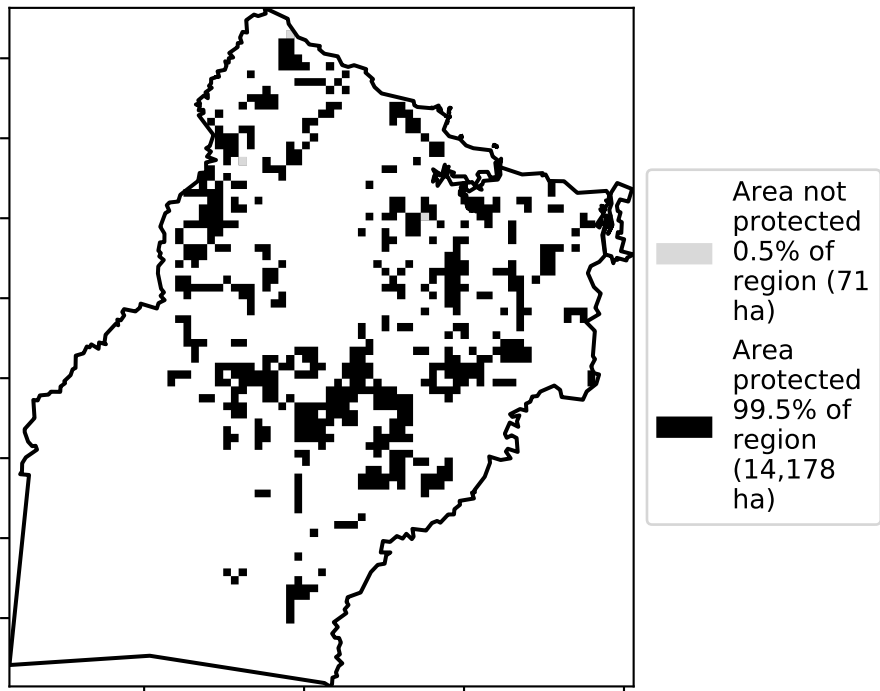 Area not
protected
0.5% of
region (71
ha)
Area
protected
99.5% of
region
(14,178
ha)